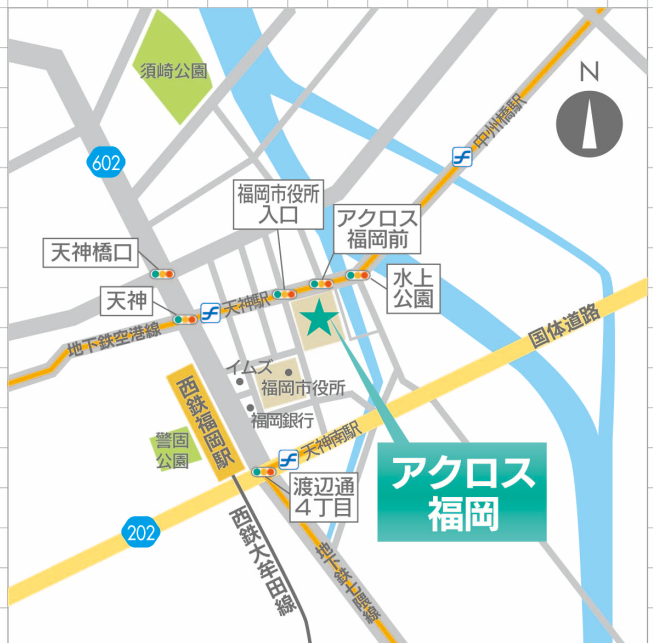 N
須崎公園
中州橋駅
602
福岡市役所
入口
アクロス
福岡前
天神橋口
水上
公園
天神
天神駅
地下鉄空港線
国体道路
イムズ
福岡市役所
西鉄福岡駅
福岡銀行
警固
公園
天神南駅
アクロス
福岡
渡辺通
4丁目
202
西鉄大牟田線
地下鉄七隈線